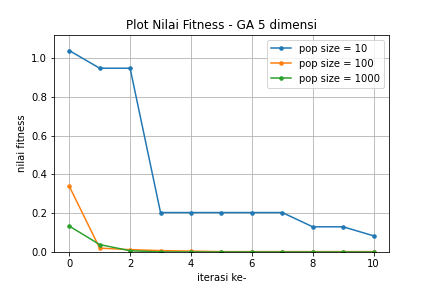 Plot Nilai Fitness - GA 5 dimensi
pop size = 10
pop size = 100
pop size = 1000
nilai fitness
1.0
0.8
0.6
0.4
0.2
0.0
0 2 4 6 8 10
iterasi ke-